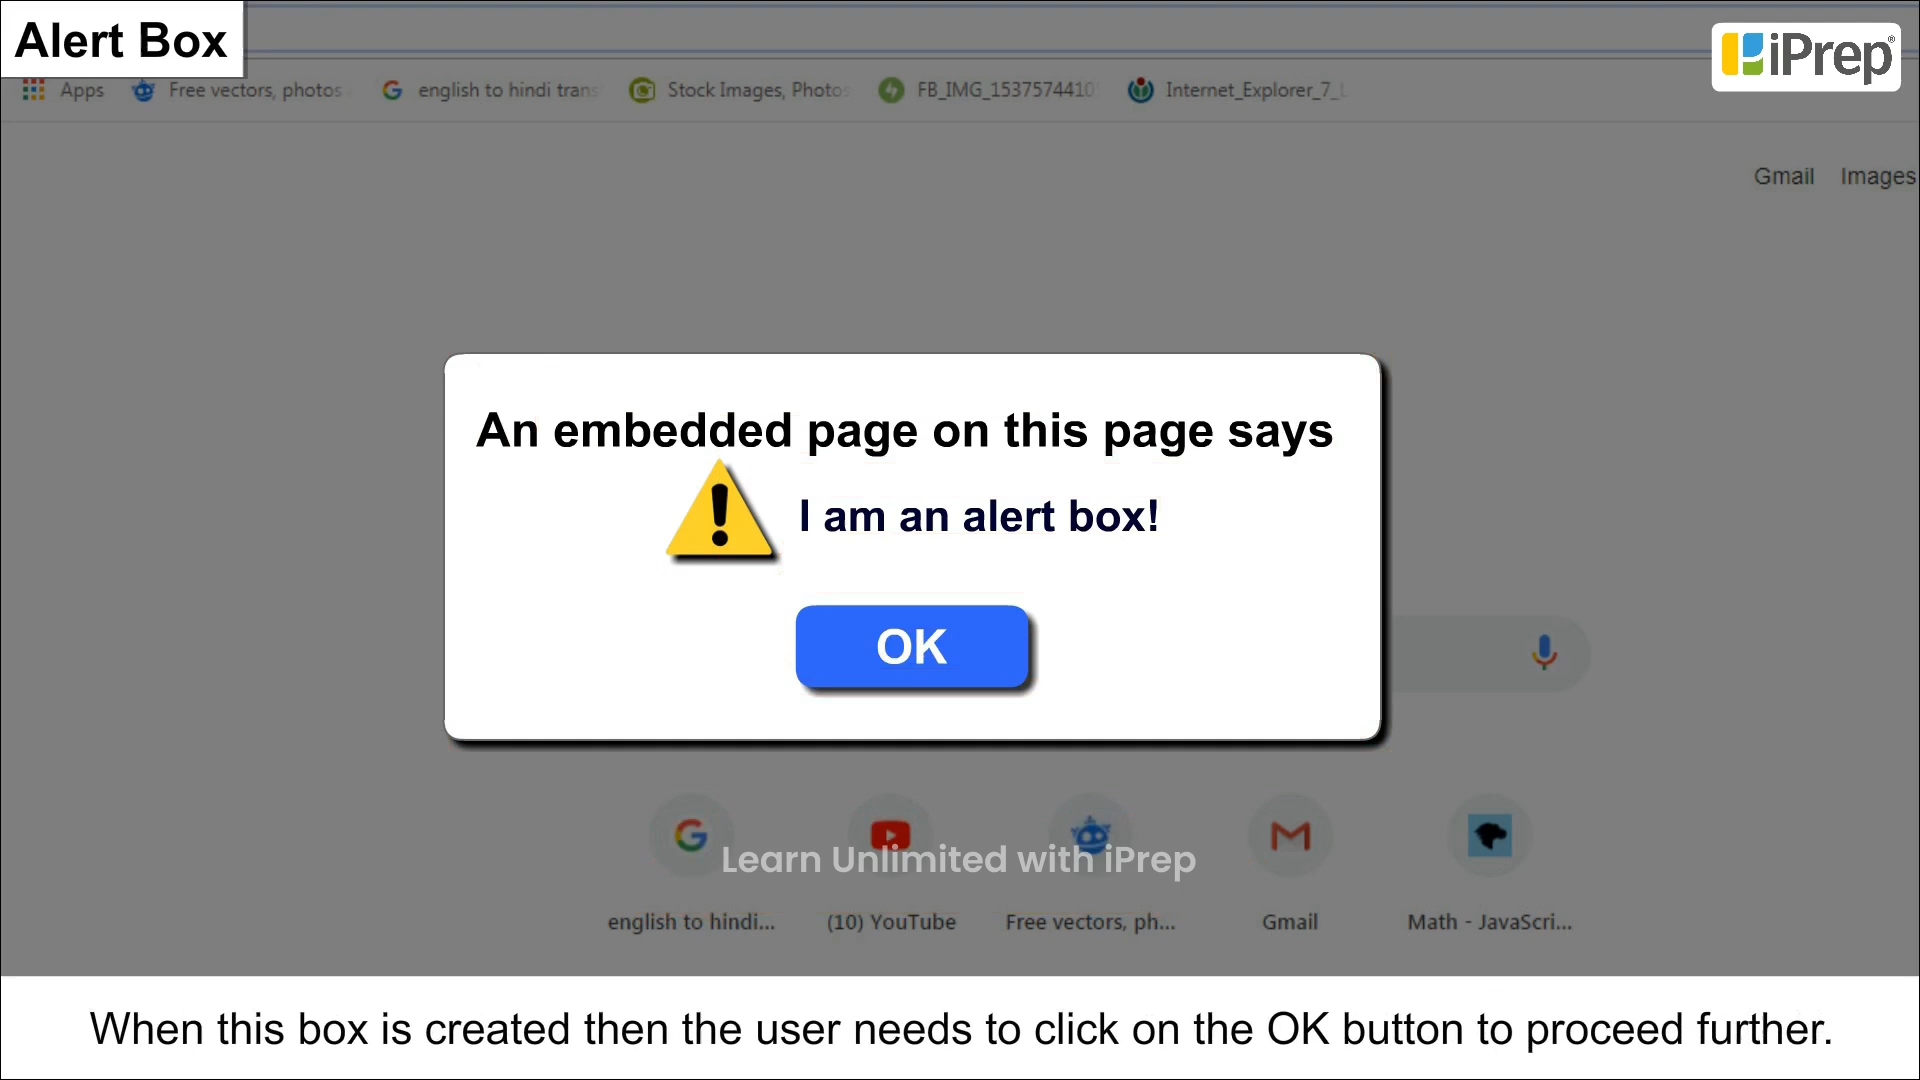 Alert Box
iPrep®
Apps Free vectors, photos english to hindi trans Stock Images, Photos FB_IMG_1537574410 Internet_Explorer_7_L
Gmail Images
An embedded page on this page says
I am an alert box!
OK
Learn Unlimited with iPrep
english to hindi... (10) YouTube Free vectors, ph... Gmail Math - JavaScri...
When this box is created then the user needs to click on the OK button to proceed further.